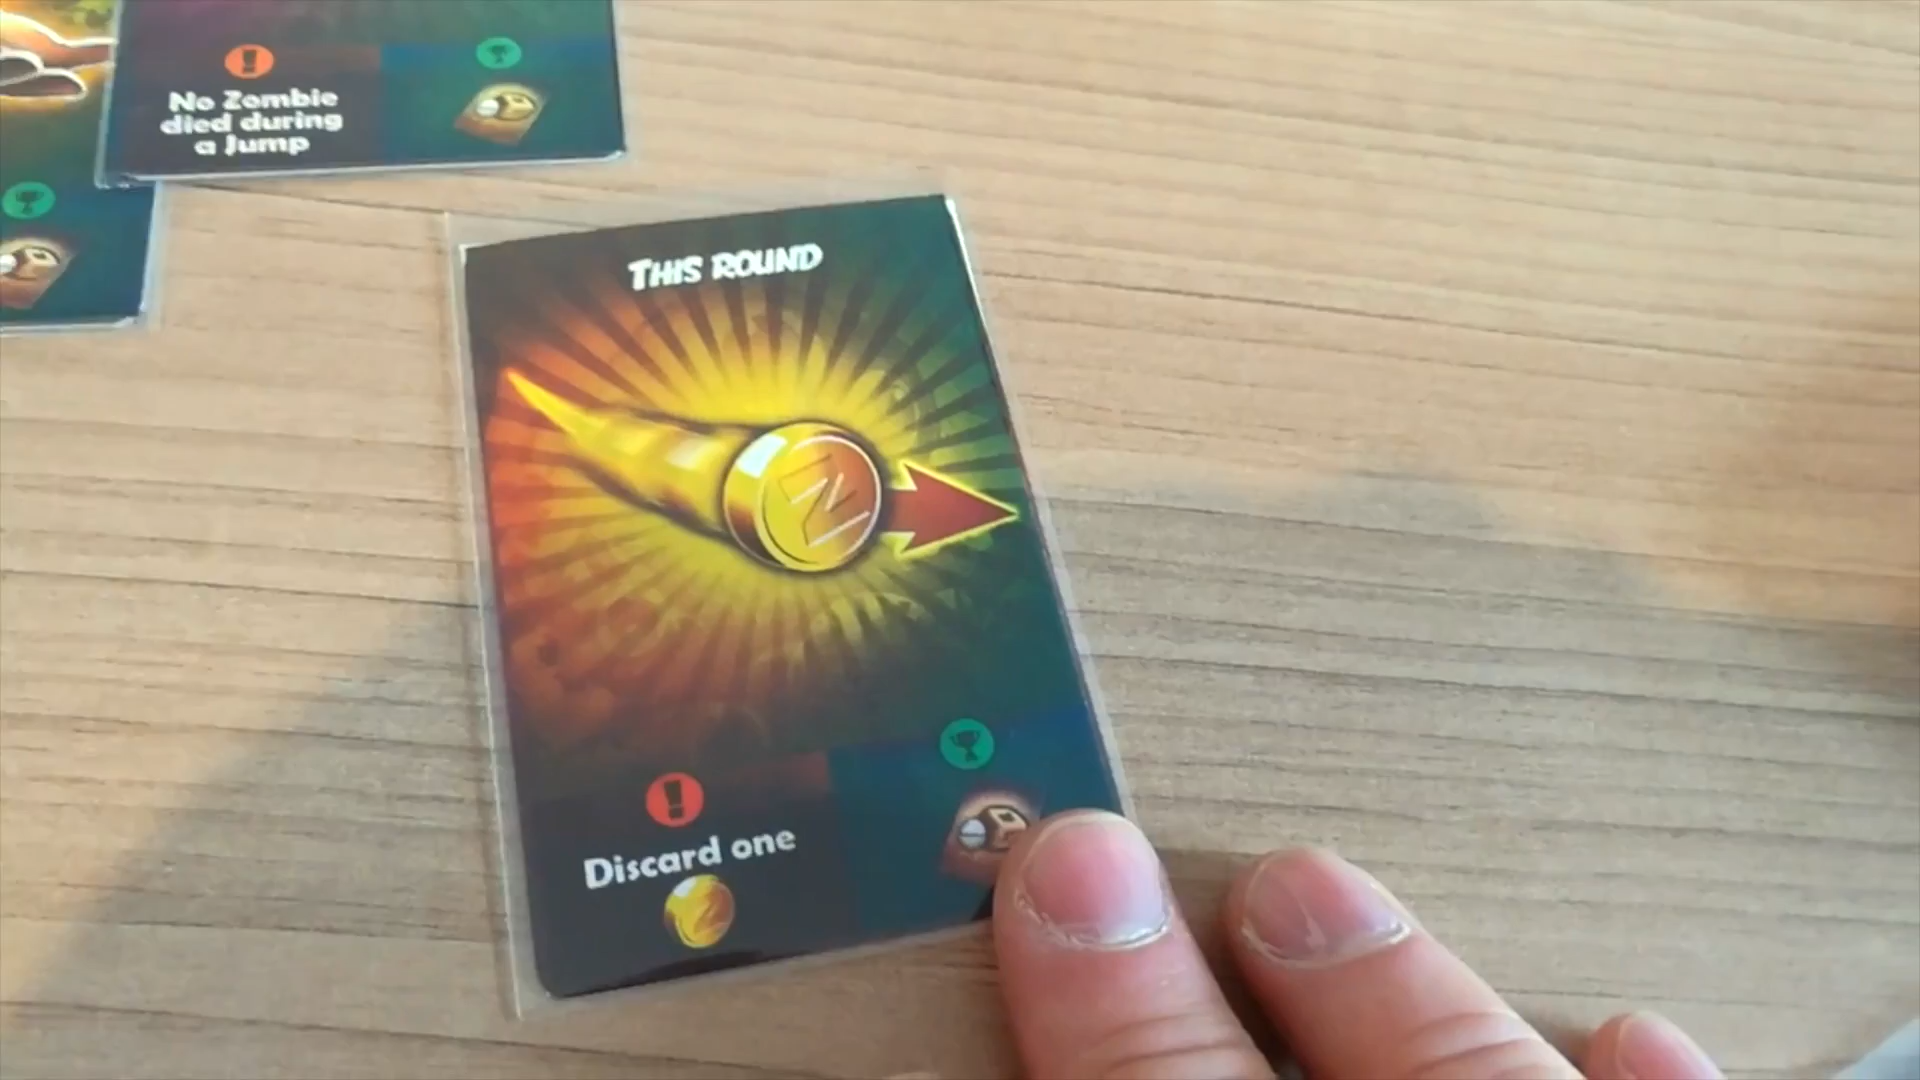 No Zombie
died during
a Jump
THIS ROUND
Z
Discard one
Z